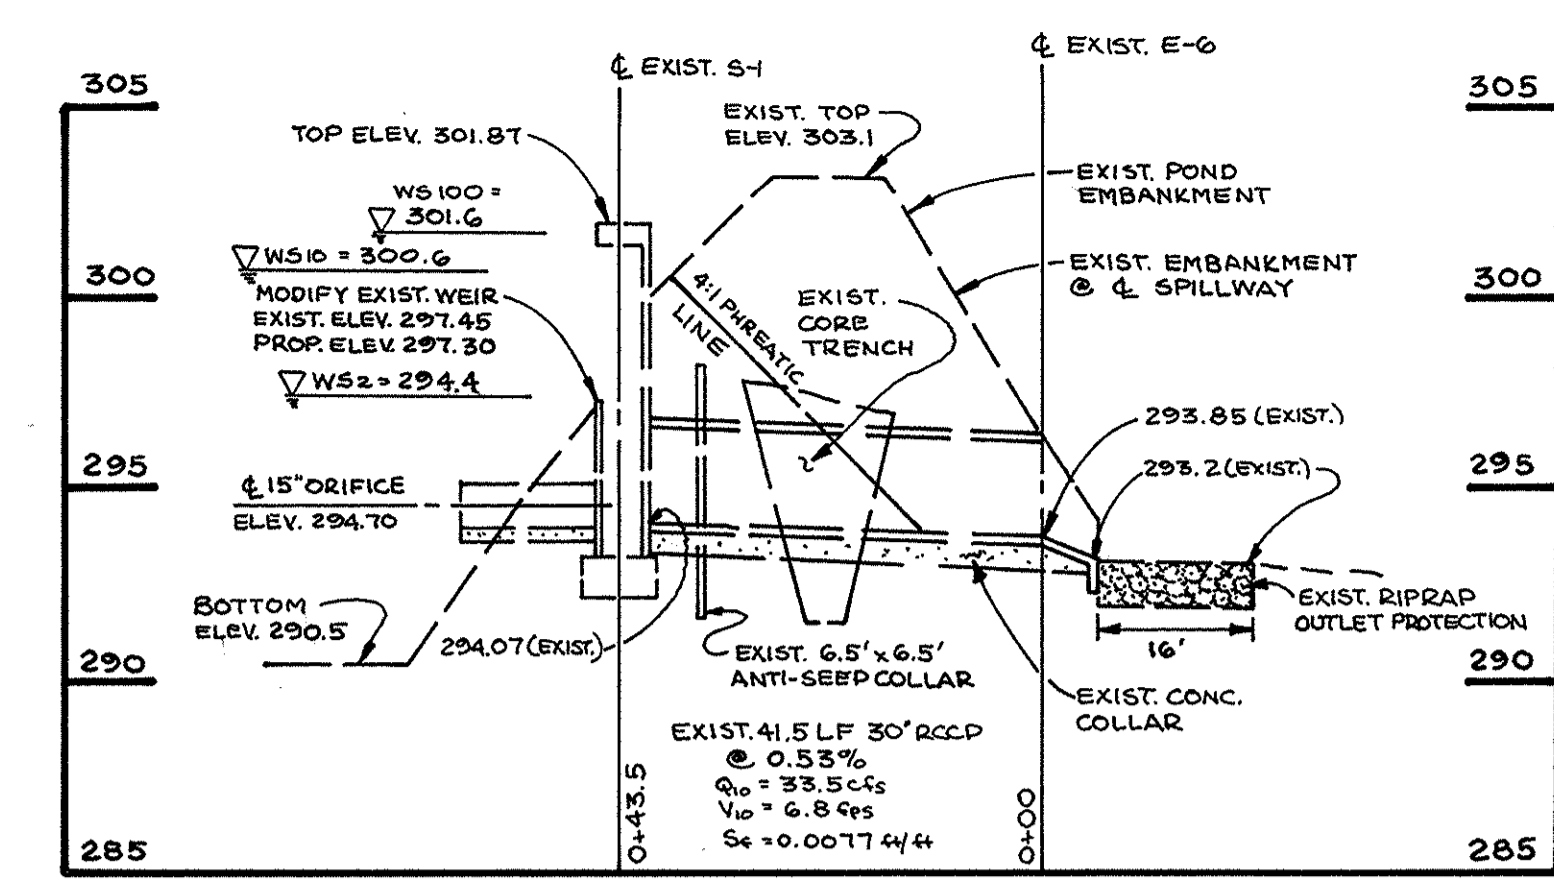 ℄ EXIST. S-1
℄ EXIST. E-6
305
305
TOP ELEV. 301.87
EXIST. TOP
ELEV. 303.1
WS100 =
301.6
EXIST. POND
EMBANKMENT
WS10 = 300.6
300
300
EXIST. EMBANKMENT
@ ℄ SPILLWAY
MODIFY EXIST. WEIR
EXIST. ELEV. 297.45
PROP. ELEV. 297.30
4:1 PHREATIC
LINE
EXIST.
CORE
TRENCH
WS2 = 294.4
293.85 (EXIST.)
295
295
293.2 (EXIST.)
℄ 15" ORIFICE
ELEV. 294.70
BOTTOM
ELEV. 290.5
294.07 (EXIST.)
EXIST. 6.5' x 6.5'
ANTI-SEEP COLLAR
EXIST. RIPRAP
OUTLET PROTECTION
16'
290
290
EXIST. CONC.
COLLAR
EXIST. 41.5 LF 30" RCCP
@ 0.53%
Q10 = 33.5 cfs
V10 = 6.8 fps
Sf = 0.0077 ft/ft
0+43.5
0+00
285
285